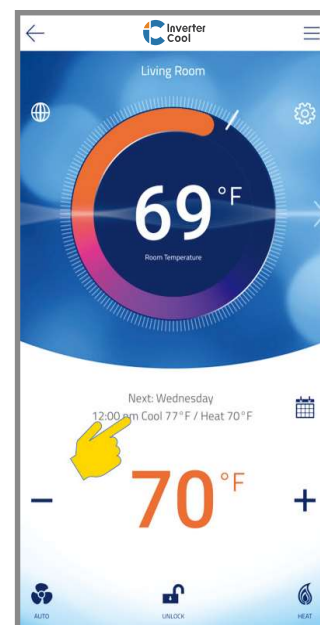 Inverter
Cool
Living Room
69°F
Room Temperature
Next: Wednesday
12:00 pm Cool 77°F / Heat 70°F
70°F
AUTO
UNLOCK
HEAT